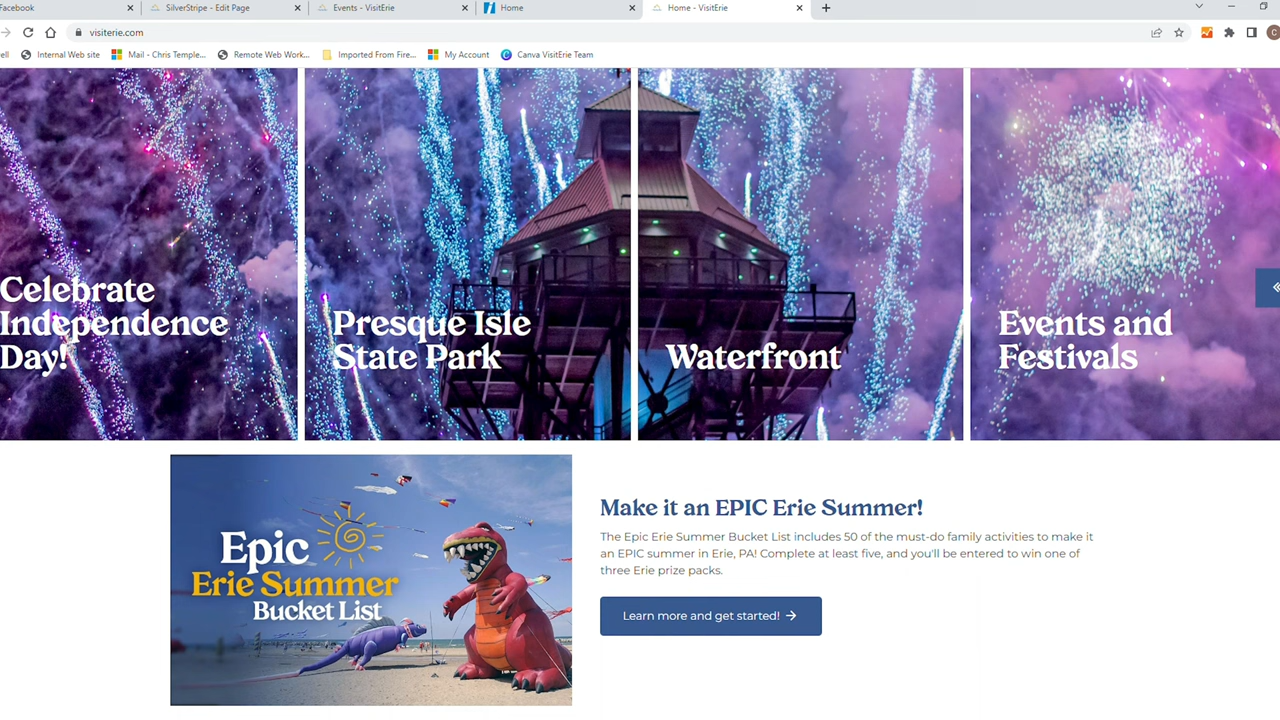 Facebook
SilverStripe - Edit Page
Events - VisitErie
Home
Home - VisitErie
visiterie.com
ell
Internal Web site
Mail - Chris Temple...
Remote Web Work...
Imported From Fire...
My Account
Canva VisitErie Team
C
Celebrate
Independence
Day!
Presque Isle
State Park
Waterfront
Events and
Festivals
Epic
Erie Summer
Bucket List
Make it an EPIC Erie Summer!
The Epic Erie Summer Bucket List includes 50 of the must-do family activities to make it
an EPIC summer in Erie, PA! Complete at least five, and you'll be entered to win one of
three Erie prize packs.
Learn more and get started! →